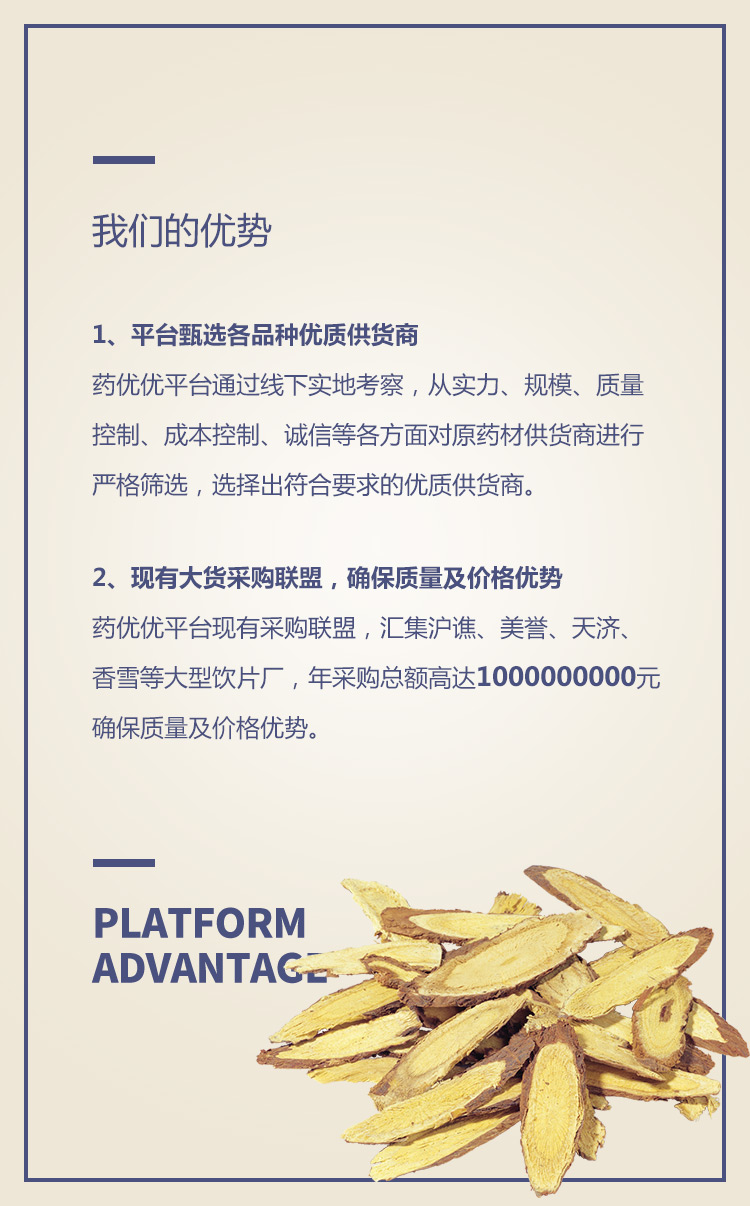 我们的优势
1、平台甄选各品种优质供货商
药优优平台通过线下实地考察，从实力、规模、质量
控制、成本控制、诚信等各方面对原药材供货商进行
严格筛选，选择出符合要求的优质供货商。
2、现有大货采购联盟，确保质量及价格优势
药优优平台现有采购联盟，汇集沪谯、美誉、天济、
香雪等大型饮片厂，年采购总额高达1000000000元
确保质量及价格优势。
PLATFORM
ADVANTAGE